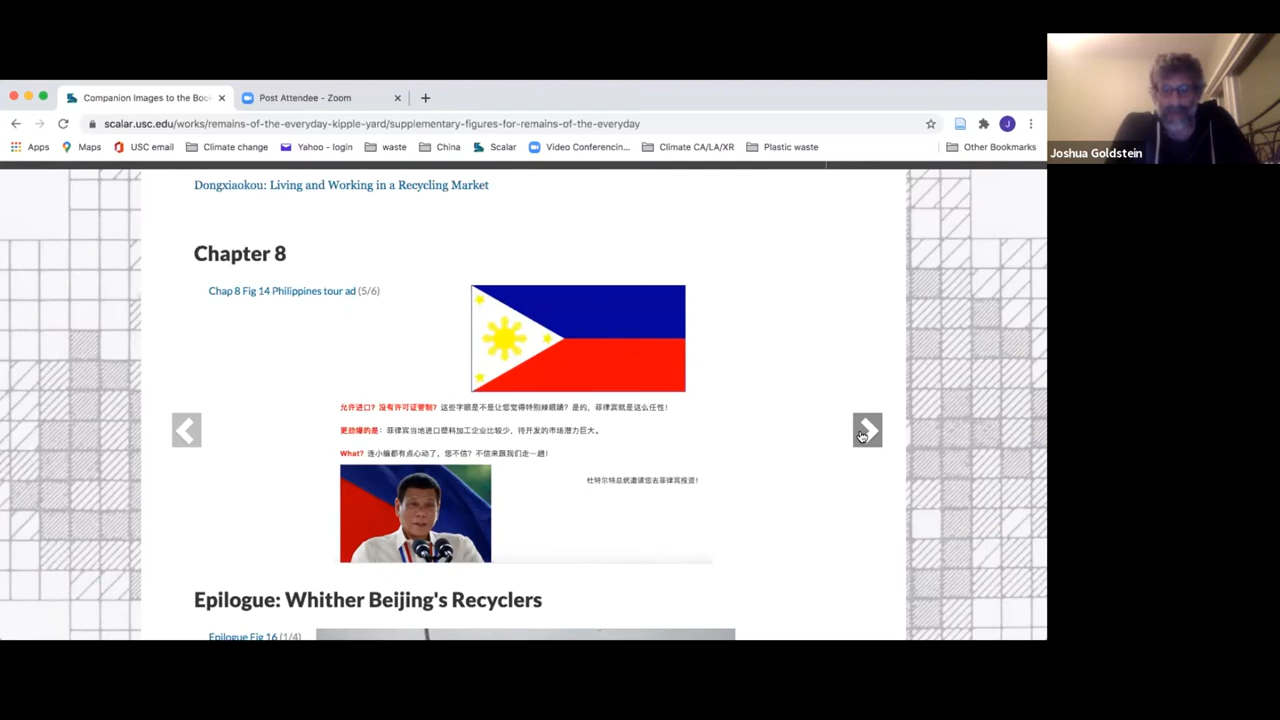 Companion Images to the Boo
Post Attendee - Zoom
scalar.usc.edu/works/remains-of-the-everyday-kipple-yard/supplementary-figures-for-remains-of-the-everyday
Apps
Maps
USC email
Climate change
Yahoo - login
waste
China
Scalar
Video Conferencin...
Climate CA/LA/XR
Plastic waste
Other Bookmarks
Joshua Goldstein
Dongxiaokou: Living and Working in a Recycling Market
Chapter 8
Chap 8 Fig 14 Philippines tour ad (5/6)
允许进口？没有许可证管制？这些字眼是不是让您觉得特别辣眼睛？是的，菲律宾就是这么任性！
更劲爆的是：菲律宾当地进口塑料加工企业比较少，待开发的市场潜力巨大。
What？连小编都有点心动了，您不信？不信来跟我们走一趟！
杜特尔特总统邀请您去菲律宾投资！
Epilogue: Whither Beijing's Recyclers
Epilogue Fig 16 (1/4)